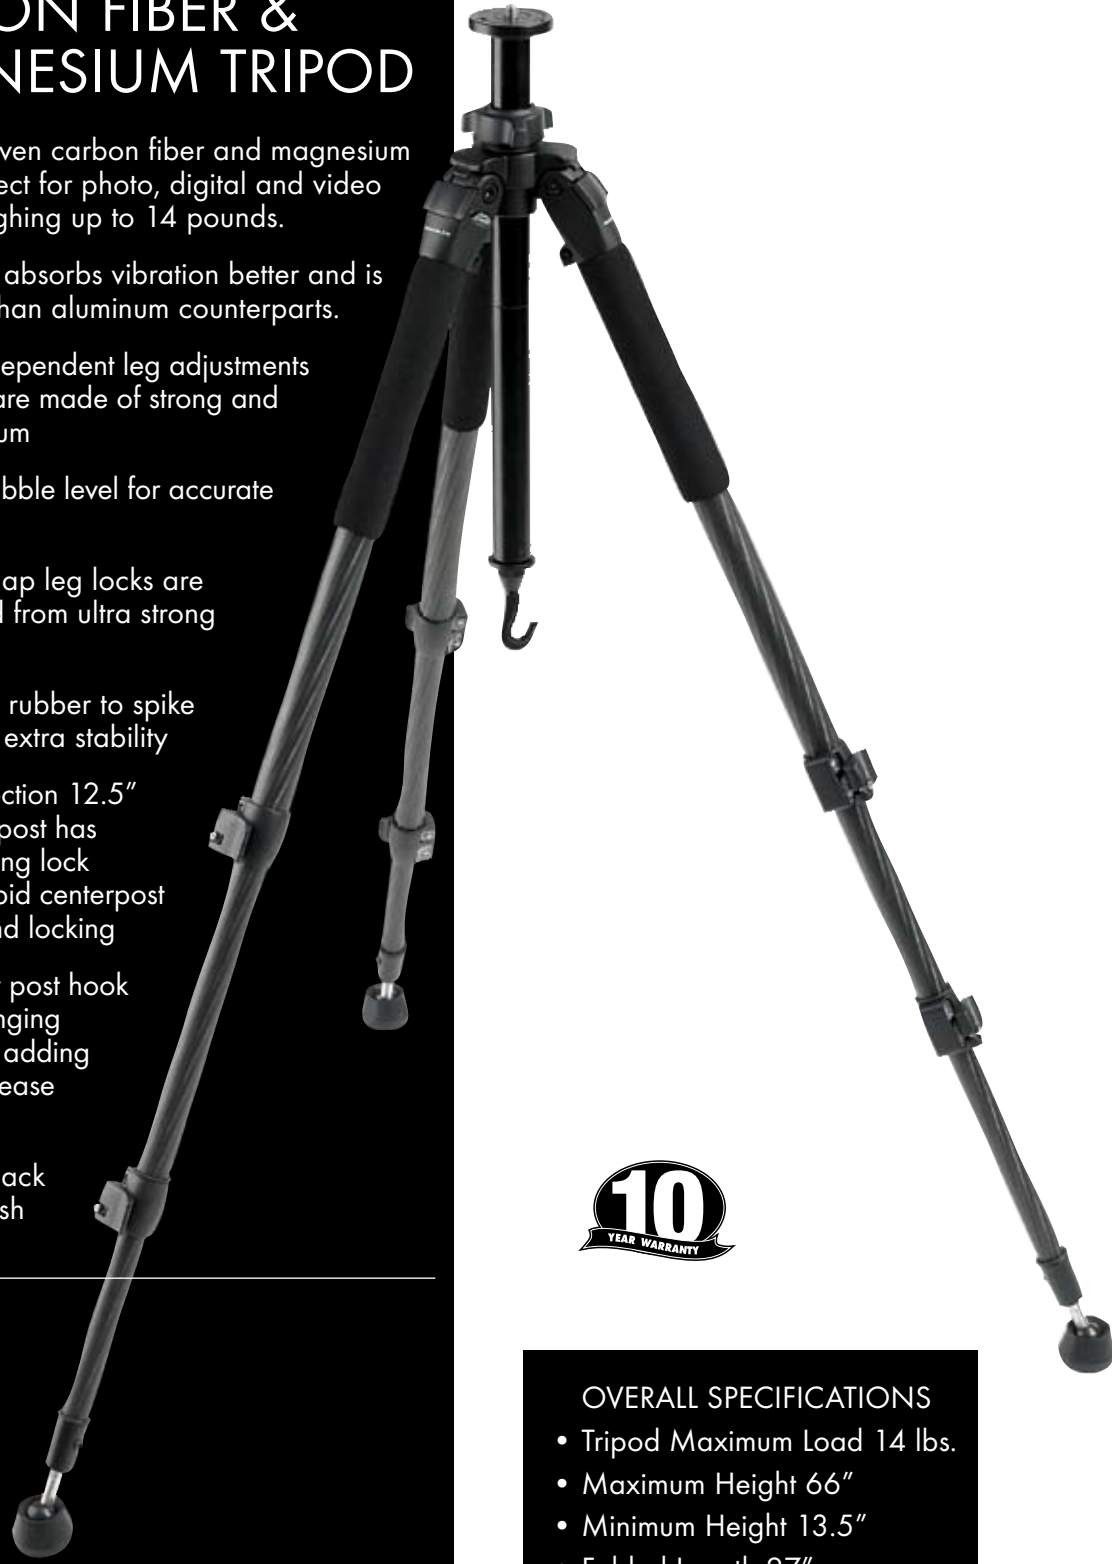 ON FIBER &
NESIUM TRIPOD
ven carbon fiber and magnesium
ect for photo, digital and video
ghing up to 14 pounds.
absorbs vibration better and is
han aluminum counterparts.
ependent leg adjustments
are made of strong and
um
bble level for accurate
ap leg locks are
d from ultra strong
rubber to spike
extra stability
ction 12.5”
post has
ng lock
pid centerpost
nd locking
post hook
nging
adding
ease
ack
sh
10
YEAR WARRANTY
OVERALL SPECIFICATIONS
• Tripod Maximum Load 14 lbs.
• Maximum Height 66”
• Minimum Height 13.5”
• Folded Length 27”